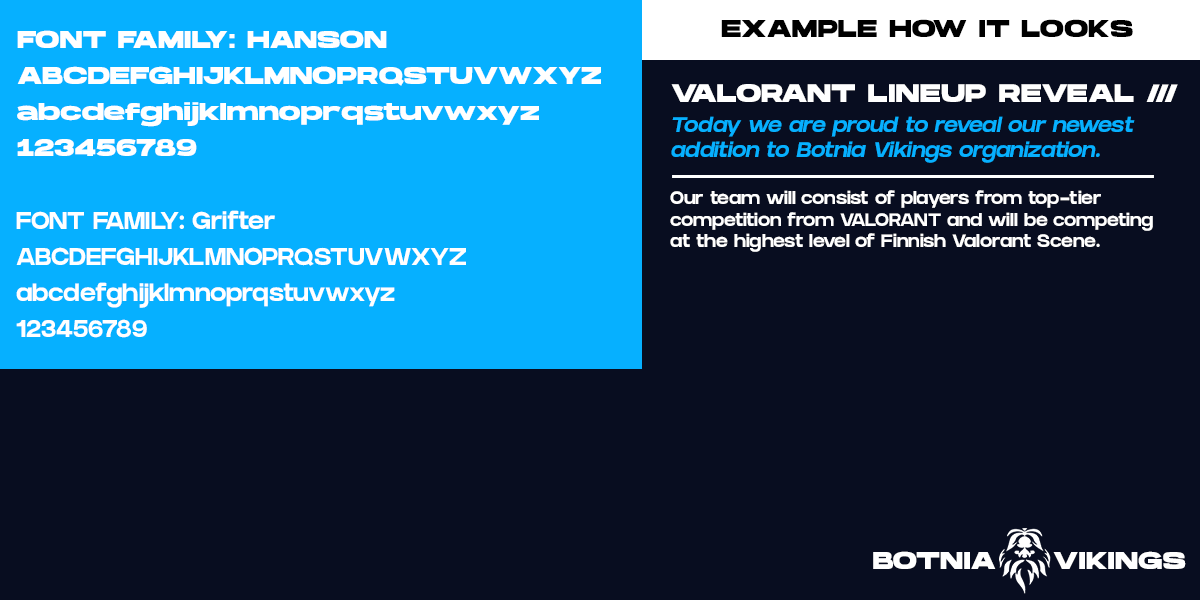 FONT FAMILY: HANSON
ABCDEFGHIJKLMNOPRQSTUVWXYZ
abcdefghijklmnoprqstuvwxyz
123456789
FONT FAMILY: Grifter
ABCDEFGHIJKLMNOPRQSTUVWXYZ
abcdefghijklmnoprqstuvwxyz
123456789
EXAMPLE HOW IT LOOKS
VALORANT LINEUP REVEAL ///
Today we are proud to reveal our newest
addition to Botnia Vikings organization.
Our team will consist of players from top-tier
competition from VALORANT and will be competing
at the highest level of Finnish Valorant Scene.
BOTNIA VIKINGS